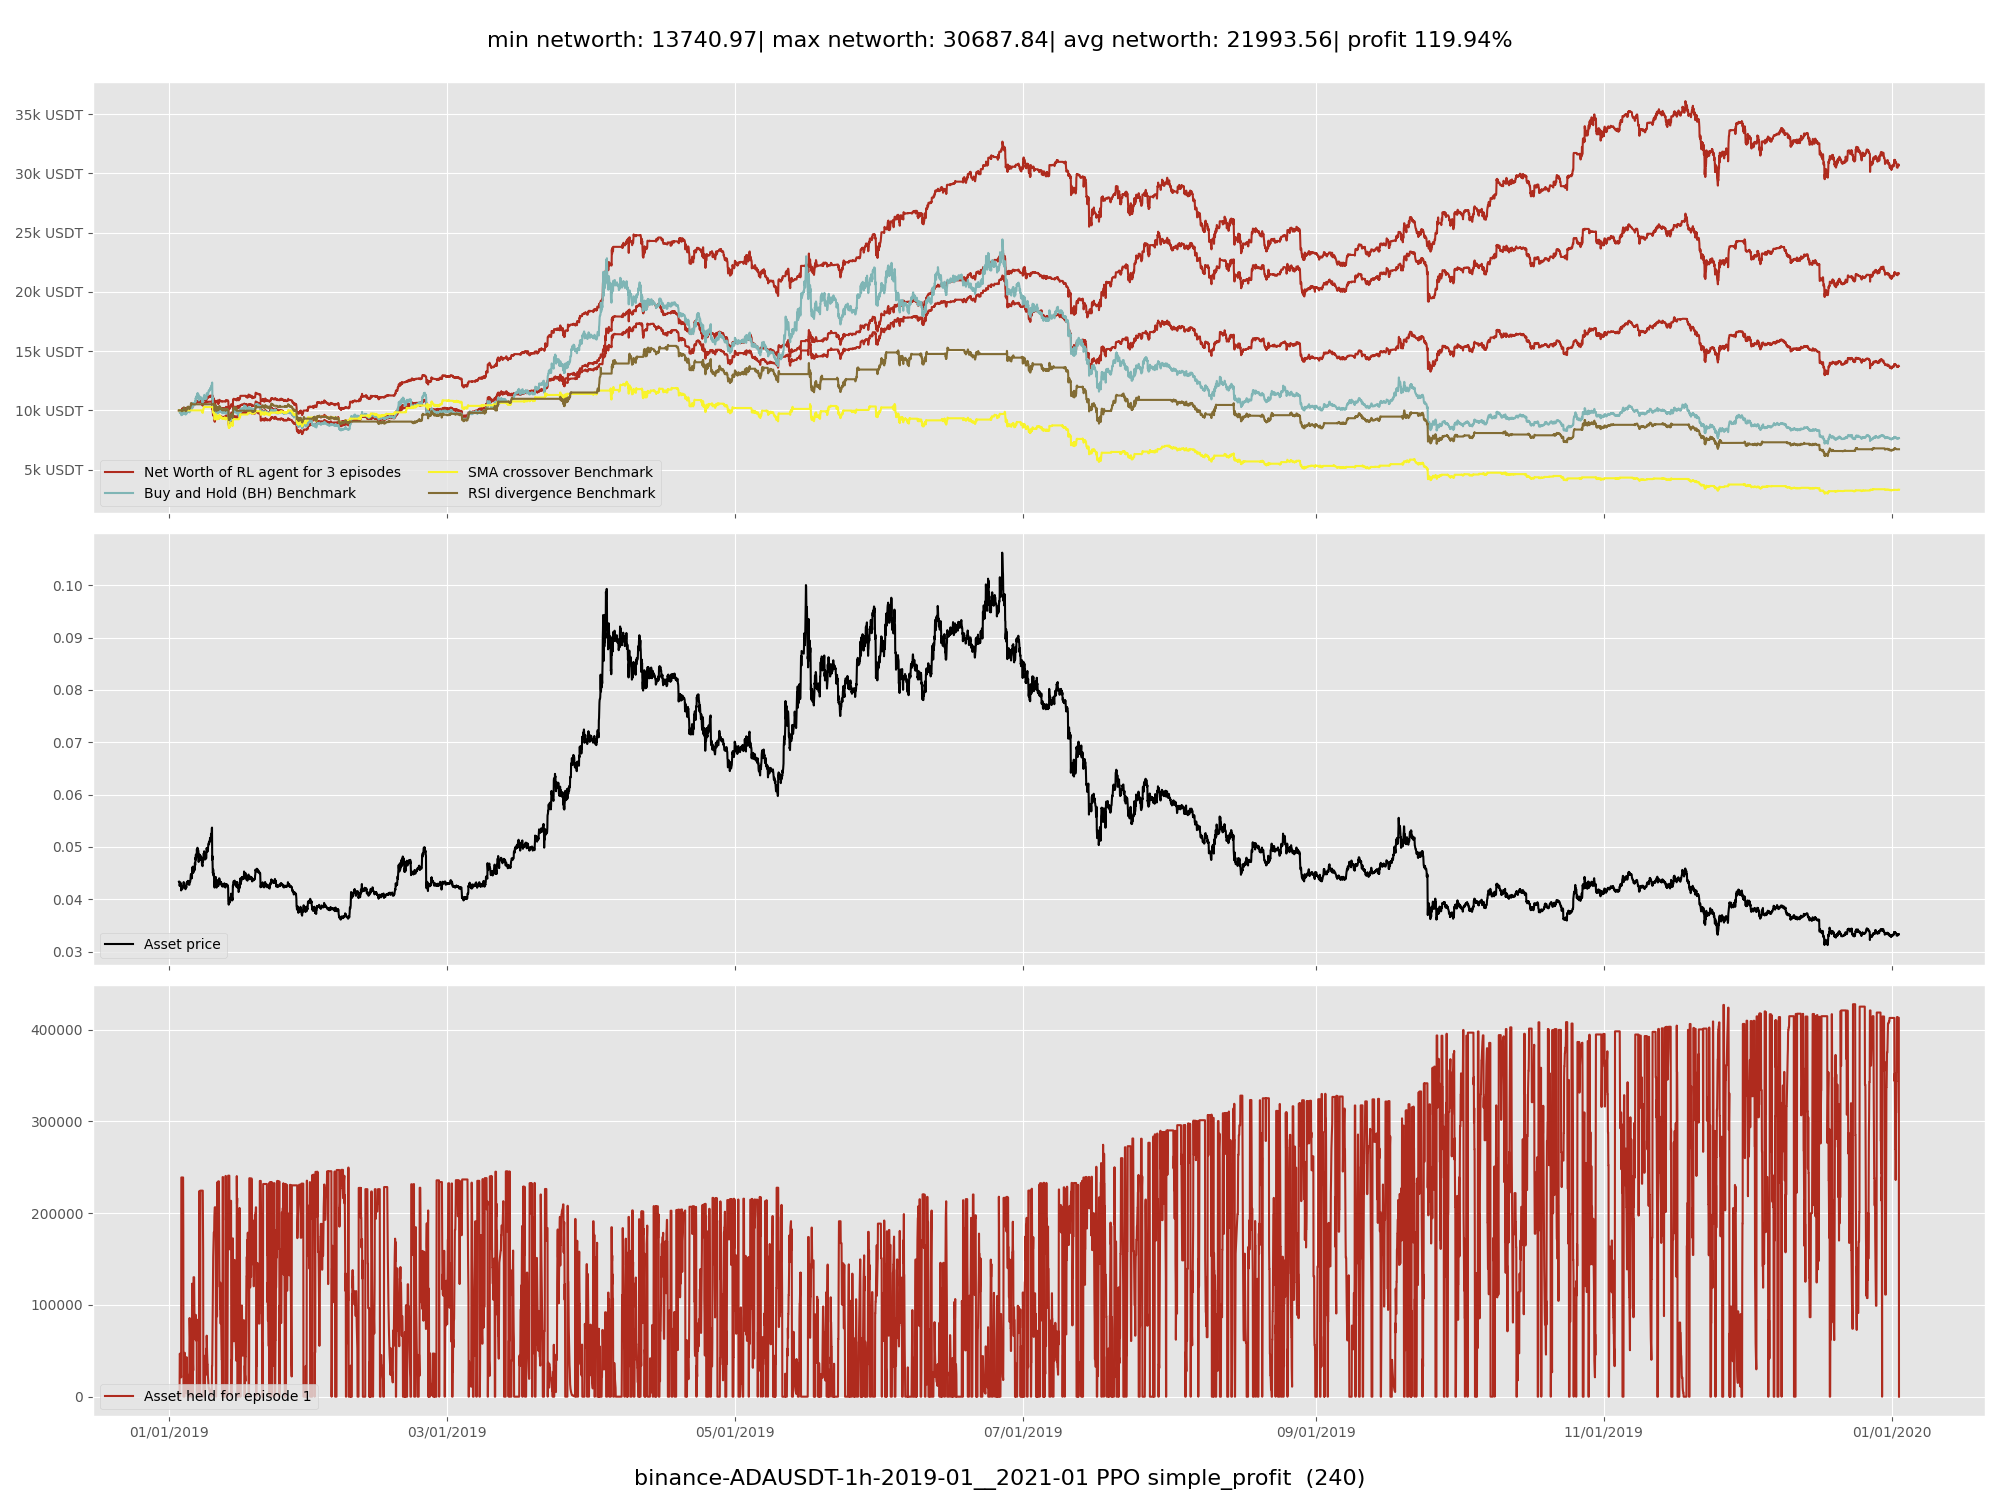 min networth: 13740.97| max networth: 30687.84| avg networth: 21993.56| profit 119.94%
35k USDT
30k USDT
25k USDT
20k USDT
15k USDT
10k USDT
5k USDT
Net Worth of RL agent for 3 episodes
Buy and Hold (BH) Benchmark
SMA crossover Benchmark
RSI divergence Benchmark
0.10
0.09
0.08
0.07
0.06
0.05
0.04
0.03
Asset price
400000
300000
200000
100000
0
Asset held for episode 1
01/01/2019
03/01/2019
05/01/2019
07/01/2019
09/01/2019
11/01/2019
01/01/2020
binance-ADAUSDT-1h-2019-01__2021-01 PPO simple_profit  (240)